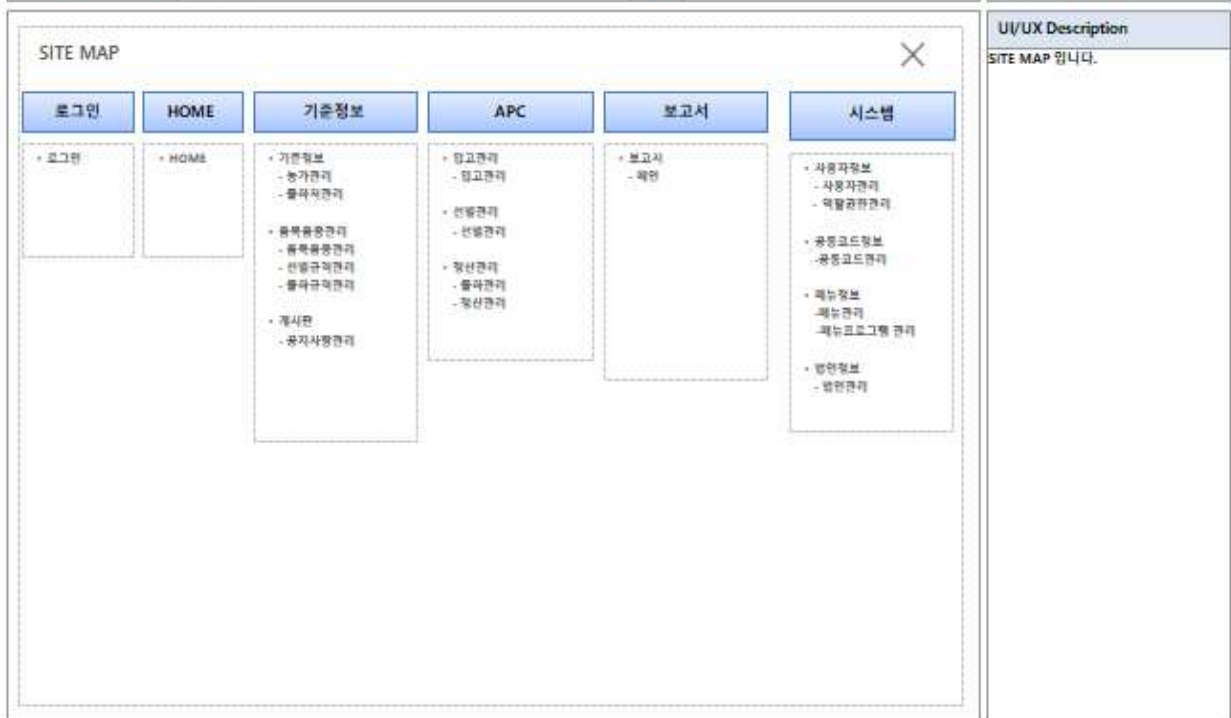 UI/UX Description
SITE MAP 입니다.
SITE MAP
로그인
HOME
기준정보
APC
보고서
시스템
• 로그인
• HOME
• 기준정보
- 농가관리
- 출하처관리
• 품목품종관리
- 품목품종관리
- 선별규격관리
- 출하규격관리
• 게시판
- 공지사항관리
• 입고관리
- 입고관리
• 선별관리
- 선별관리
• 정산관리
- 출하관리
- 정산관리
• 보고서
• 사용자정보
- 사용자관리
- 역할권한관리
• 공통코드정보
-공통코드관리
• 메뉴정보
-메뉴관리
-메뉴프로그램 관리
• 법인정보
- 법인관리